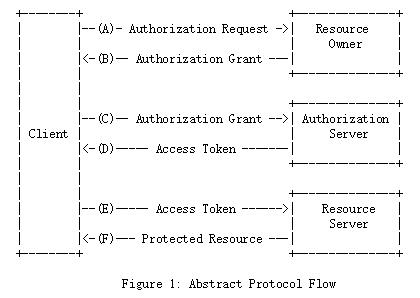 (A) Authorization Request
Resource
Owner
(B) Authorization Grant
(C) Authorization Grant
Authorization
Server
Client
(D) Access Token
(E) Access Token
Resource
Server
(F) Protected Resource
Figure 1: Abstract Protocol Flow